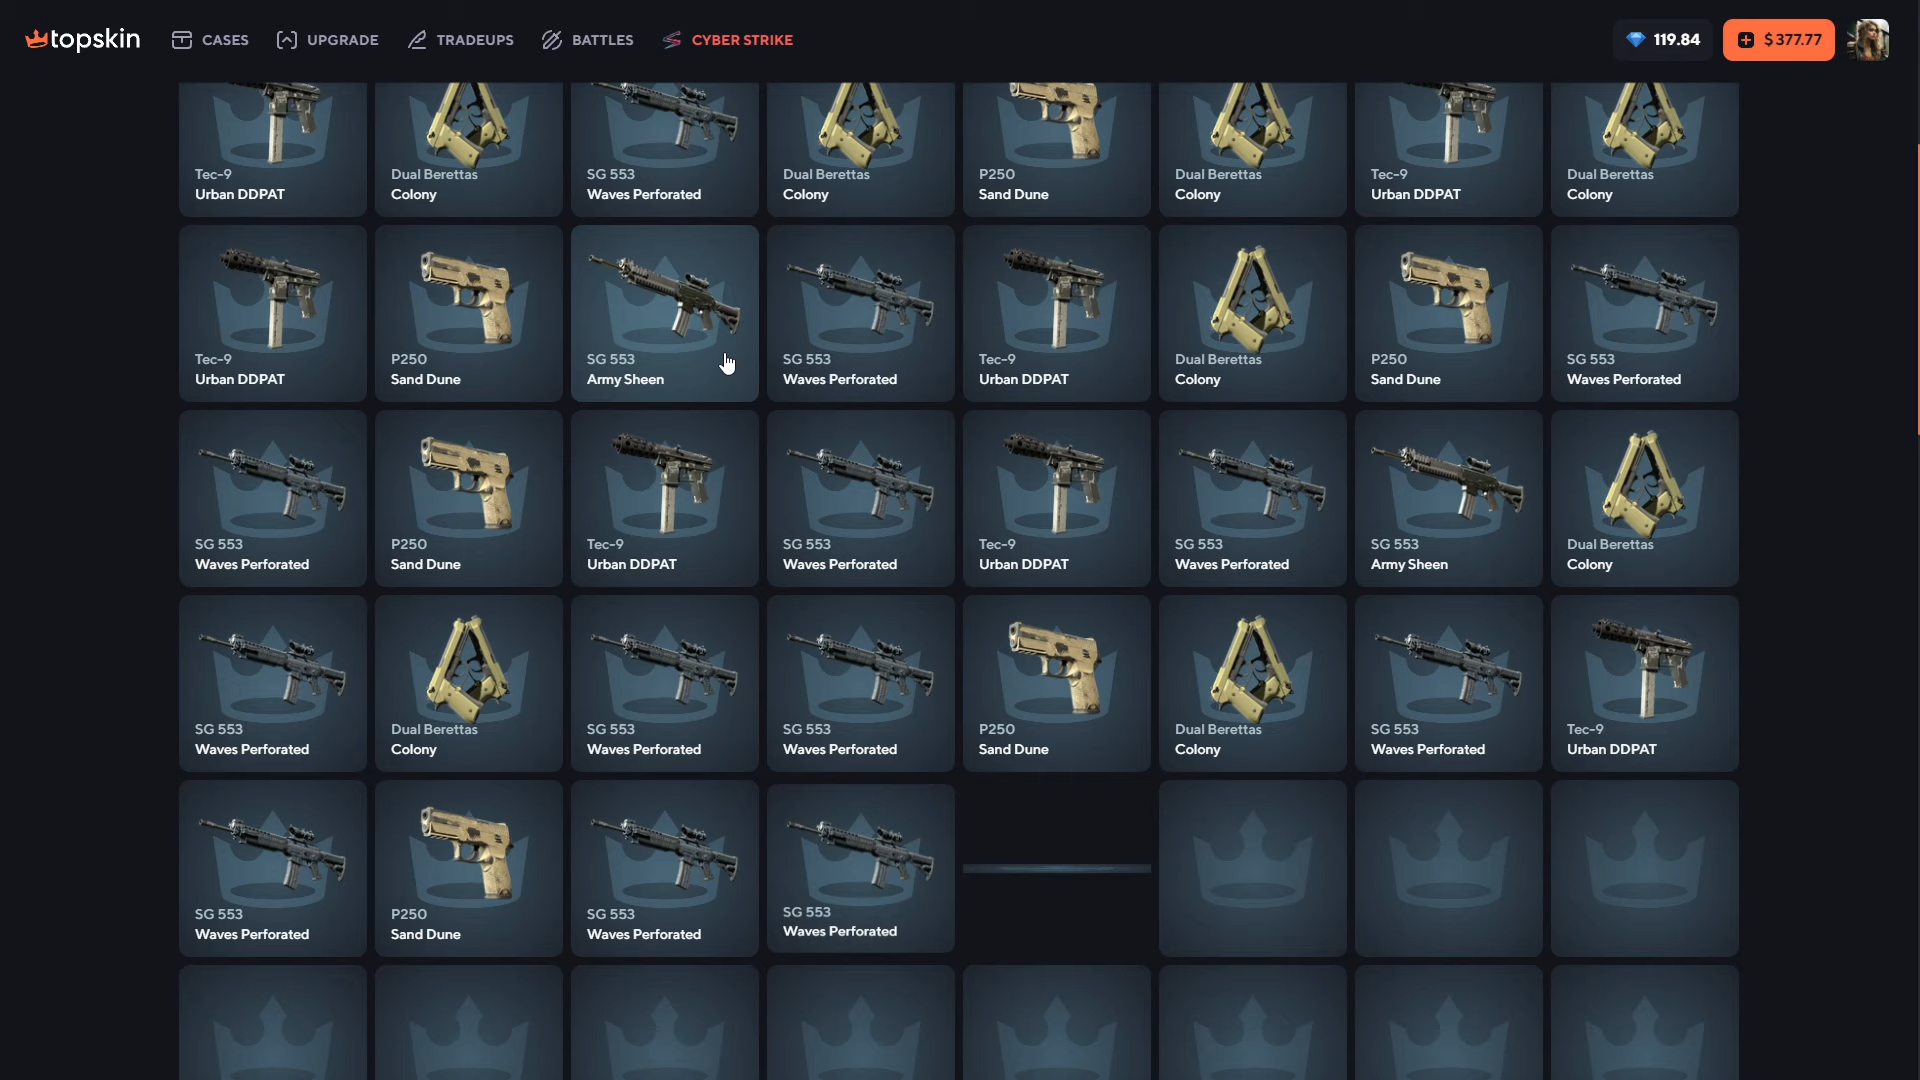 topskin
CASES
UPGRADE
TRADEUPS
BATTLES
CYBER STRIKE
119.84
$ 377.77
Tec-9
Urban DDPAT
Dual Berettas
Colony
SG 553
Waves Perforated
Dual Berettas
Colony
P250
Sand Dune
Dual Berettas
Colony
Tec-9
Urban DDPAT
Dual Berettas
Colony
Tec-9
Urban DDPAT
P250
Sand Dune
SG 553
Army Sheen
SG 553
Waves Perforated
Tec-9
Urban DDPAT
Dual Berettas
Colony
P250
Sand Dune
SG 553
Waves Perforated
SG 553
Waves Perforated
P250
Sand Dune
Tec-9
Urban DDPAT
SG 553
Waves Perforated
Tec-9
Urban DDPAT
SG 553
Waves Perforated
SG 553
Army Sheen
Dual Berettas
Colony
SG 553
Waves Perforated
Dual Berettas
Colony
SG 553
Waves Perforated
SG 553
Waves Perforated
P250
Sand Dune
Dual Berettas
Colony
SG 553
Waves Perforated
Tec-9
Urban DDPAT
SG 553
Waves Perforated
P250
Sand Dune
SG 553
Waves Perforated
SG 553
Waves Perforated